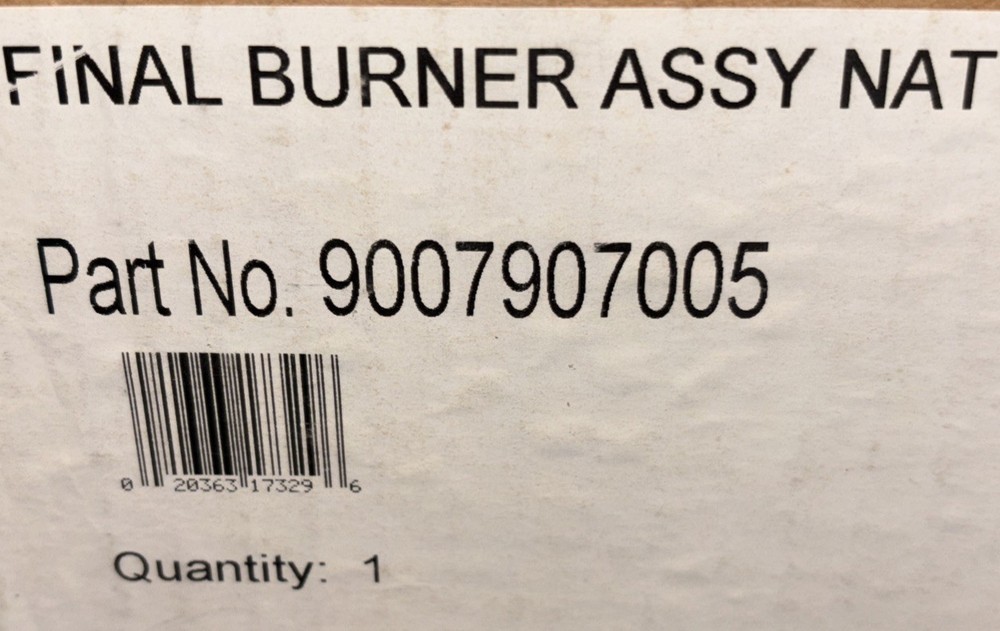 FINAL BURNER ASSY NAT
Part No. 9007907005
0 20363 17329 6
Quantity: 1